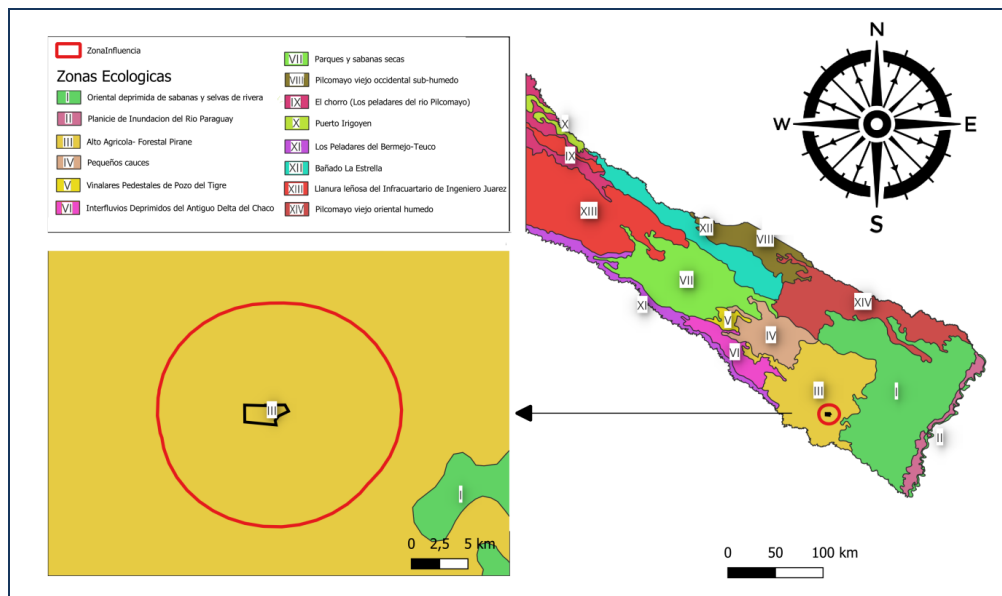 ZonaInfluencia
Zonas Ecologicas
I Oriental deprimida de sabanas y selvas de rivera
II Planicie de Inundacion del Rio Paraguay
III Alto Agricola- Forestal Pirane
IV Pequeños cauces
V Vinalares Pedestales de Pozo del Tigre
VI Interfluvios Deprimidos del Antiguo Delta del Chaco
VII Parques y sabanas secas
VIII Pilcomayo viejo occidental sub-humedo
IX El chorro (Los peladares del rio Pilcomayo)
X Puerto Irigoyen
XI Los Peladares del Bermejo-Teuco
XII Bañado La Estrella
XIII Llanura leñosa del Infracuartario de Ingeniero Juarez
XIV Pilcomayo viejo oriental humedo
III
I
0 2,5 5 km
N
W E
S
X
IX
XIII
XII
VIII
VII
XI
XIV
V
IV
VI
III
I
II
0 50 100 km